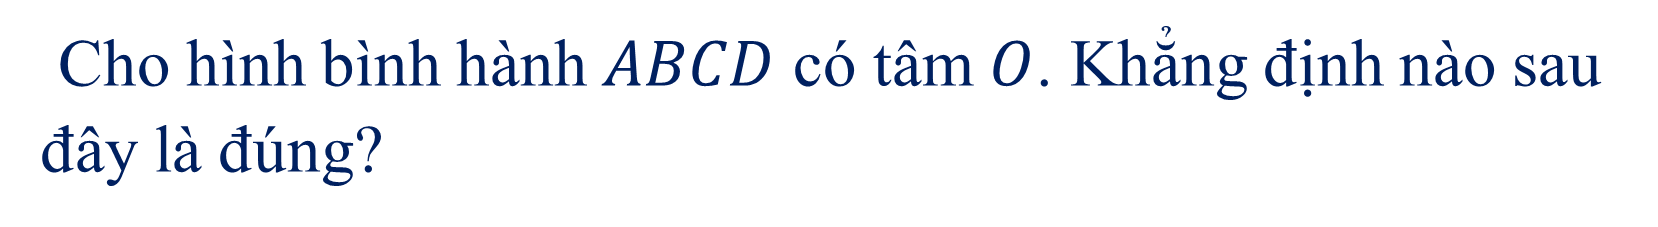 Cho hình bình hành ABCD có tâm O. Khẳng định nào sau
đây là đúng?